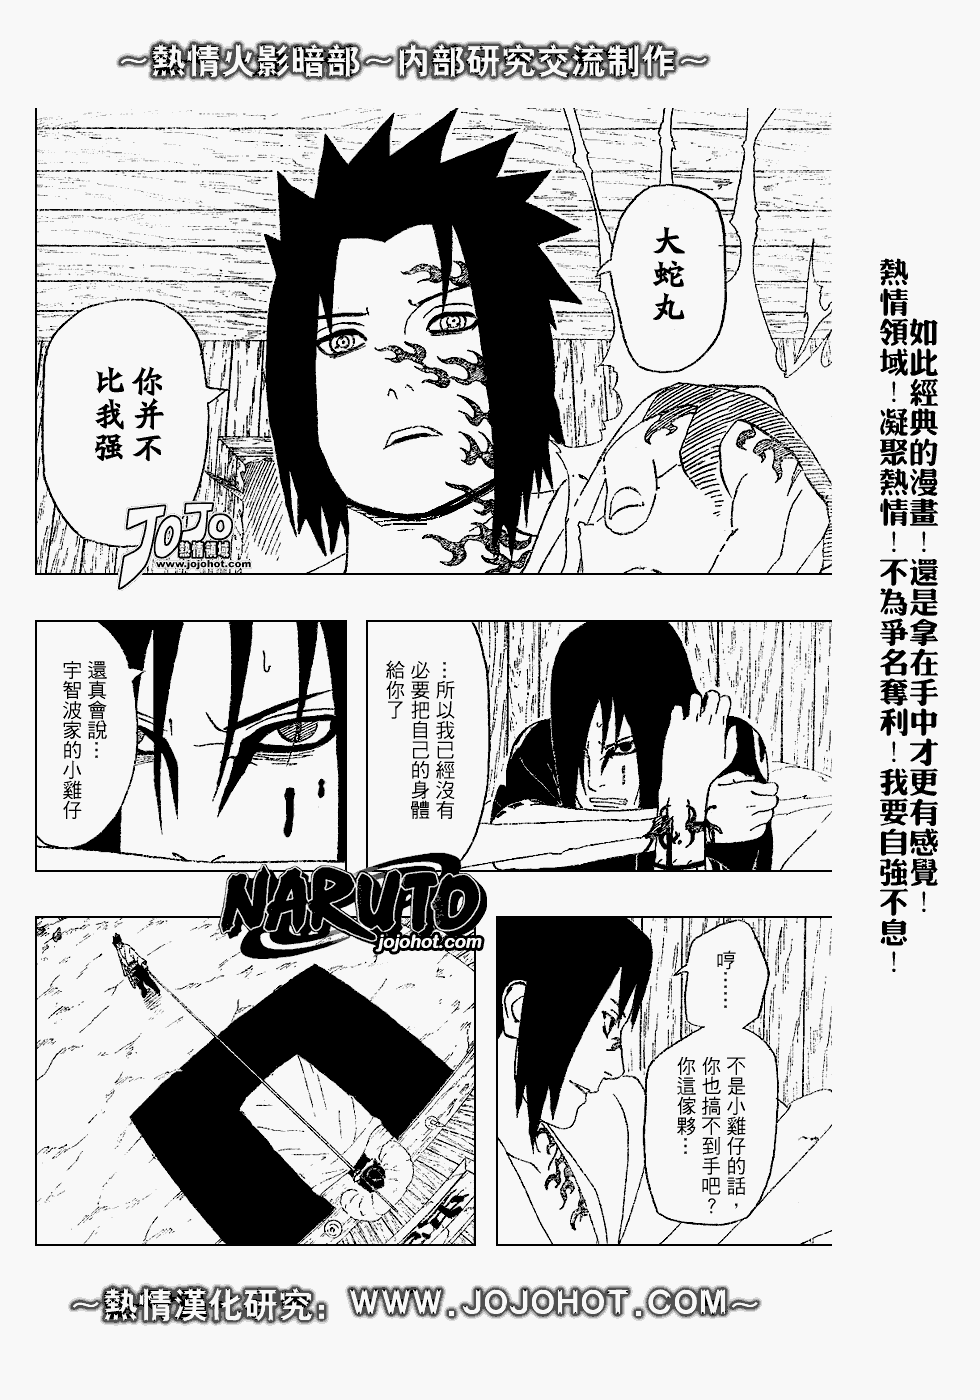 ～熱情火影暗部～内部研究交流制作～
大蛇丸
你并不
比我强
JOJO
熱情領域
www.jojohot.com
…所以我已經沒有
必要把自己的身體
給你了
還真會說…
宇智波家的小雞仔
NARUTO
jojohot.com
哼……
不是小雞仔的話，
你也搞不到手吧？
你這傢夥…
如此經典的漫畫！還是拿在手中才更有感覺！
熱情領域！凝聚熱情！不為爭名奪利！我要自強不息！
～熱情漢化研究：WWW.JOJOHOT.COM～